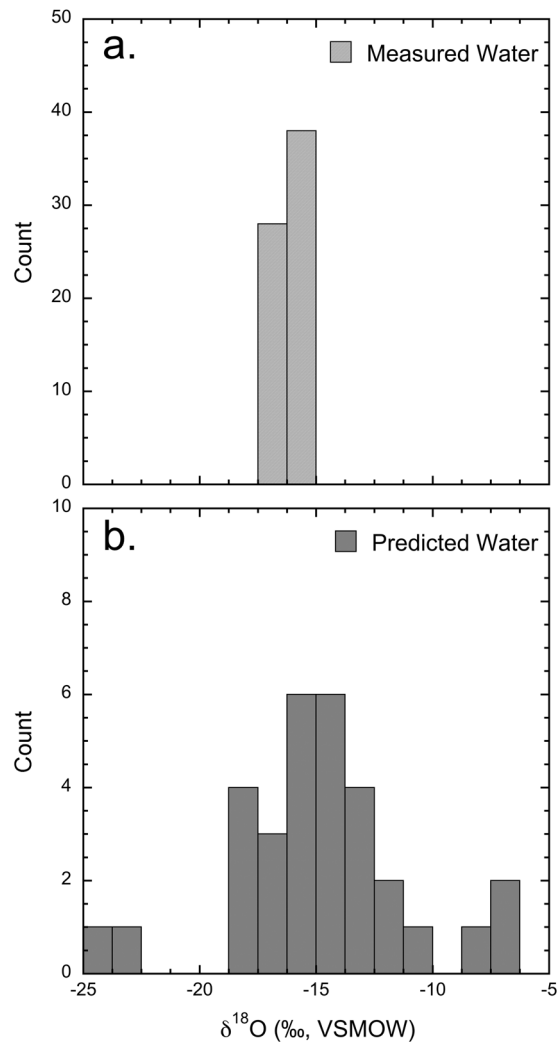 a.
Measured Water
50
40
30
20
10
0
Count
b.
Predicted Water
10
8
6
4
2
0
Count
-25 -20 -15 -10 -5
δ¹⁸O (‰, VSMOW)